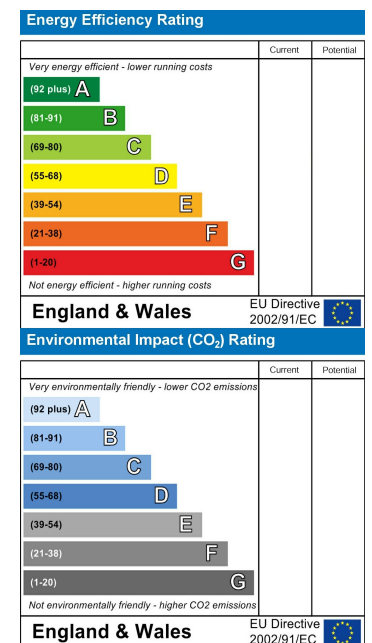 Energy Efficiency Rating
Current Potential
Very energy efficient - lower running costs
(92 plus) A
(81-91) B
(69-80) C
(55-68) D
(39-54) E
(21-38) F
(1-20) G
Not energy efficient - higher running costs
England & Wales EU Directive
2002/91/EC
Environmental Impact (CO₂) Rating
Current Potential
Very environmentally friendly - lower CO2 emissions
(92 plus) A
(81-91) B
(69-80) C
(55-68) D
(39-54) E
(21-38) F
(1-20) G
Not environmentally friendly - higher CO2 emissions
England & Wales EU Directive
2002/91/EC